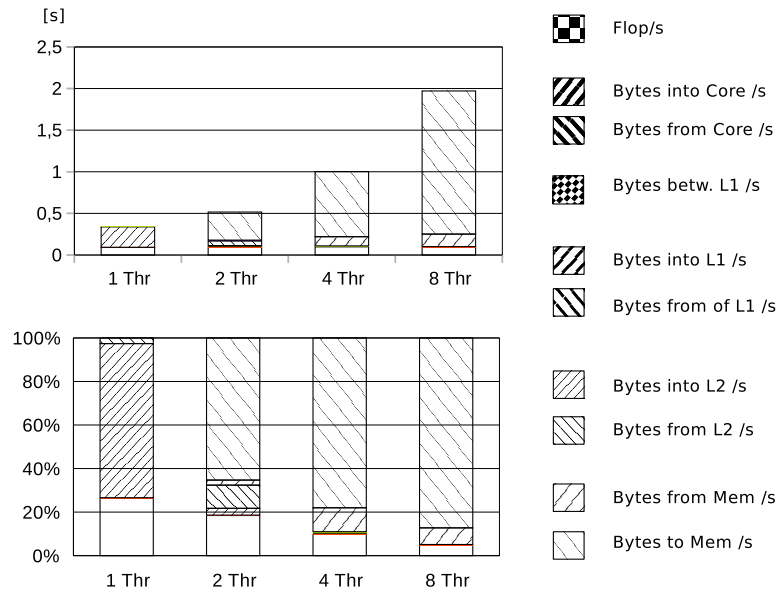 [s]
2,5
2
1,5
1
0,5
0
1 Thr 2 Thr 4 Thr 8 Thr
100%
80%
60%
40%
20%
0%
1 Thr 2 Thr 4 Thr 8 Thr
Flop/s
Bytes into Core /s
Bytes from Core /s
Bytes betw. L1 /s
Bytes into L1 /s
Bytes from of L1 /s
Bytes into L2 /s
Bytes from L2 /s
Bytes from Mem /s
Bytes to Mem /s